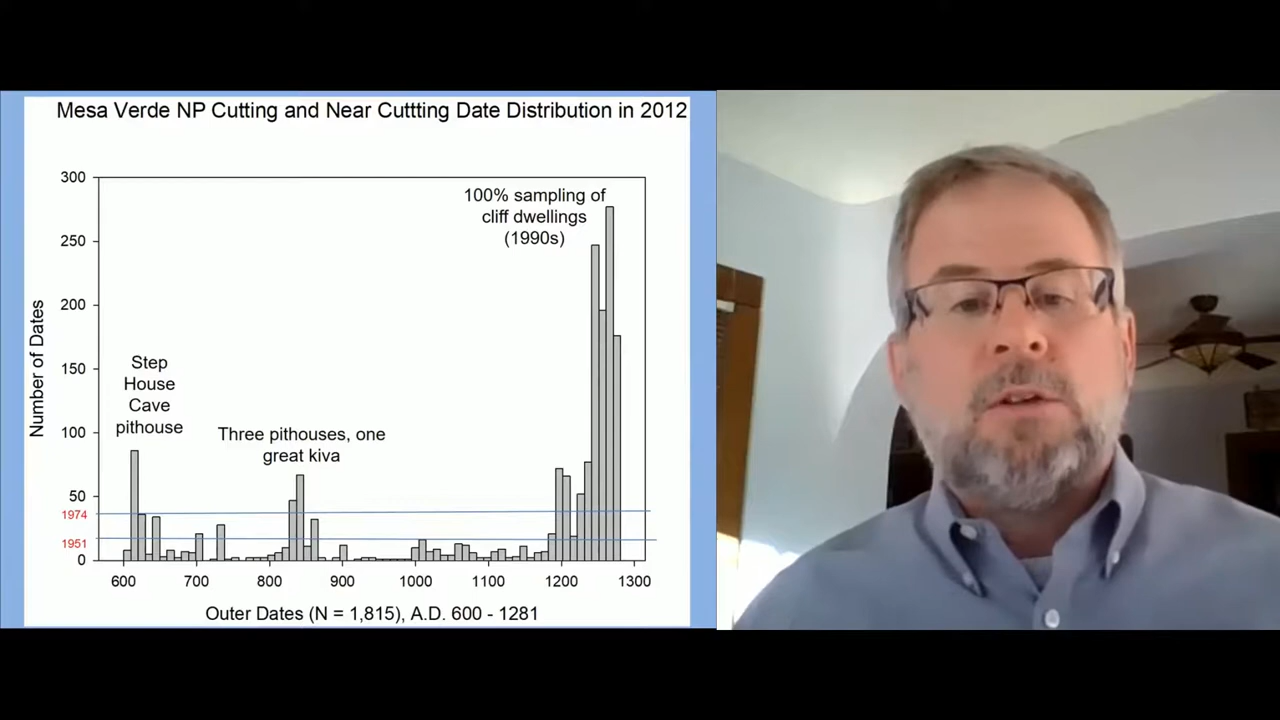 Mesa Verde NP Cutting and Near Cuttting Date Distribution in 2012
300
250
200
150
100
50
0
1974
1951
Number of Dates
100% sampling of
cliff dwellings
(1990s)
Step
House
Cave
pithouse
Three pithouses, one
great kiva
600 700 800 900 1000 1100 1200 1300
Outer Dates (N = 1,815), A.D. 600 - 1281